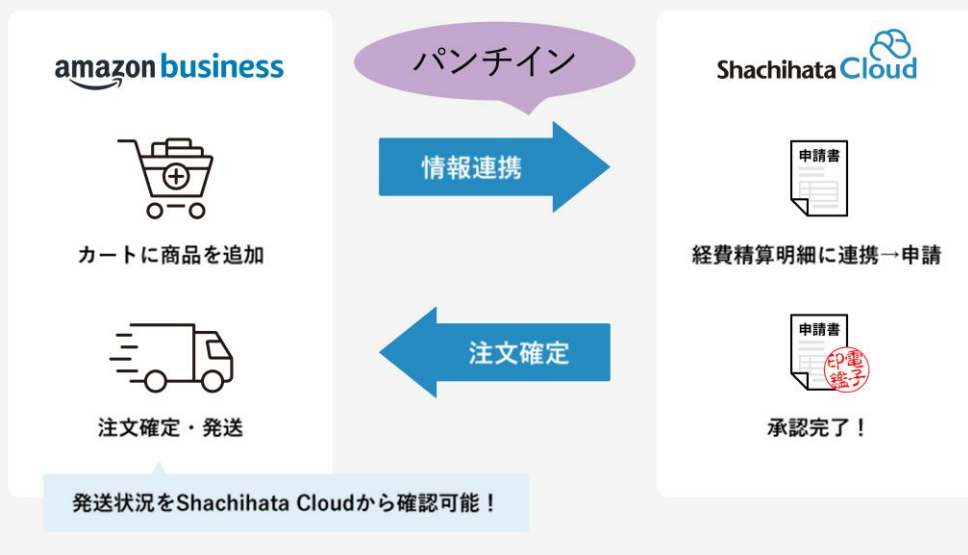 amazon business
パンチイン
Shachihata Cloud
情報連携
申請書
カートに商品を追加
経費精算明細に連携→申請
注文確定
申請書
電子印鑑
注文確定・発送
承認完了！
発送状況をShachihata Cloudから確認可能！